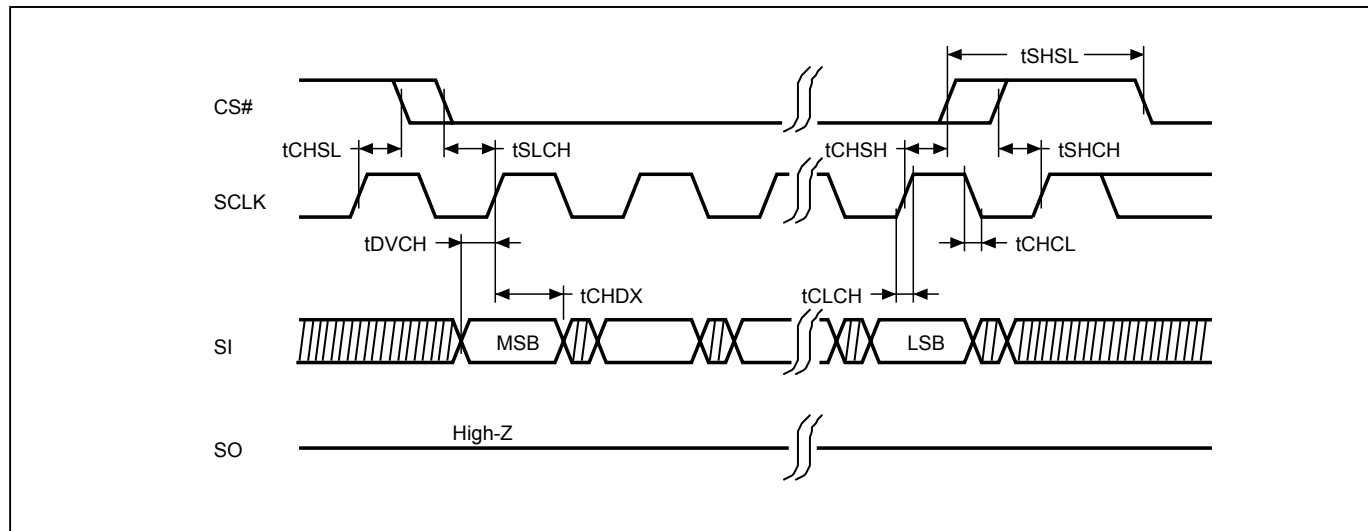 tSHSL
CS#
tCHSL
tSLCH
tCHSH
tSHCH
SCLK
tDVCH
tCHCL
tCHDX
tCLCH
SI
MSB
LSB
High-Z
SO